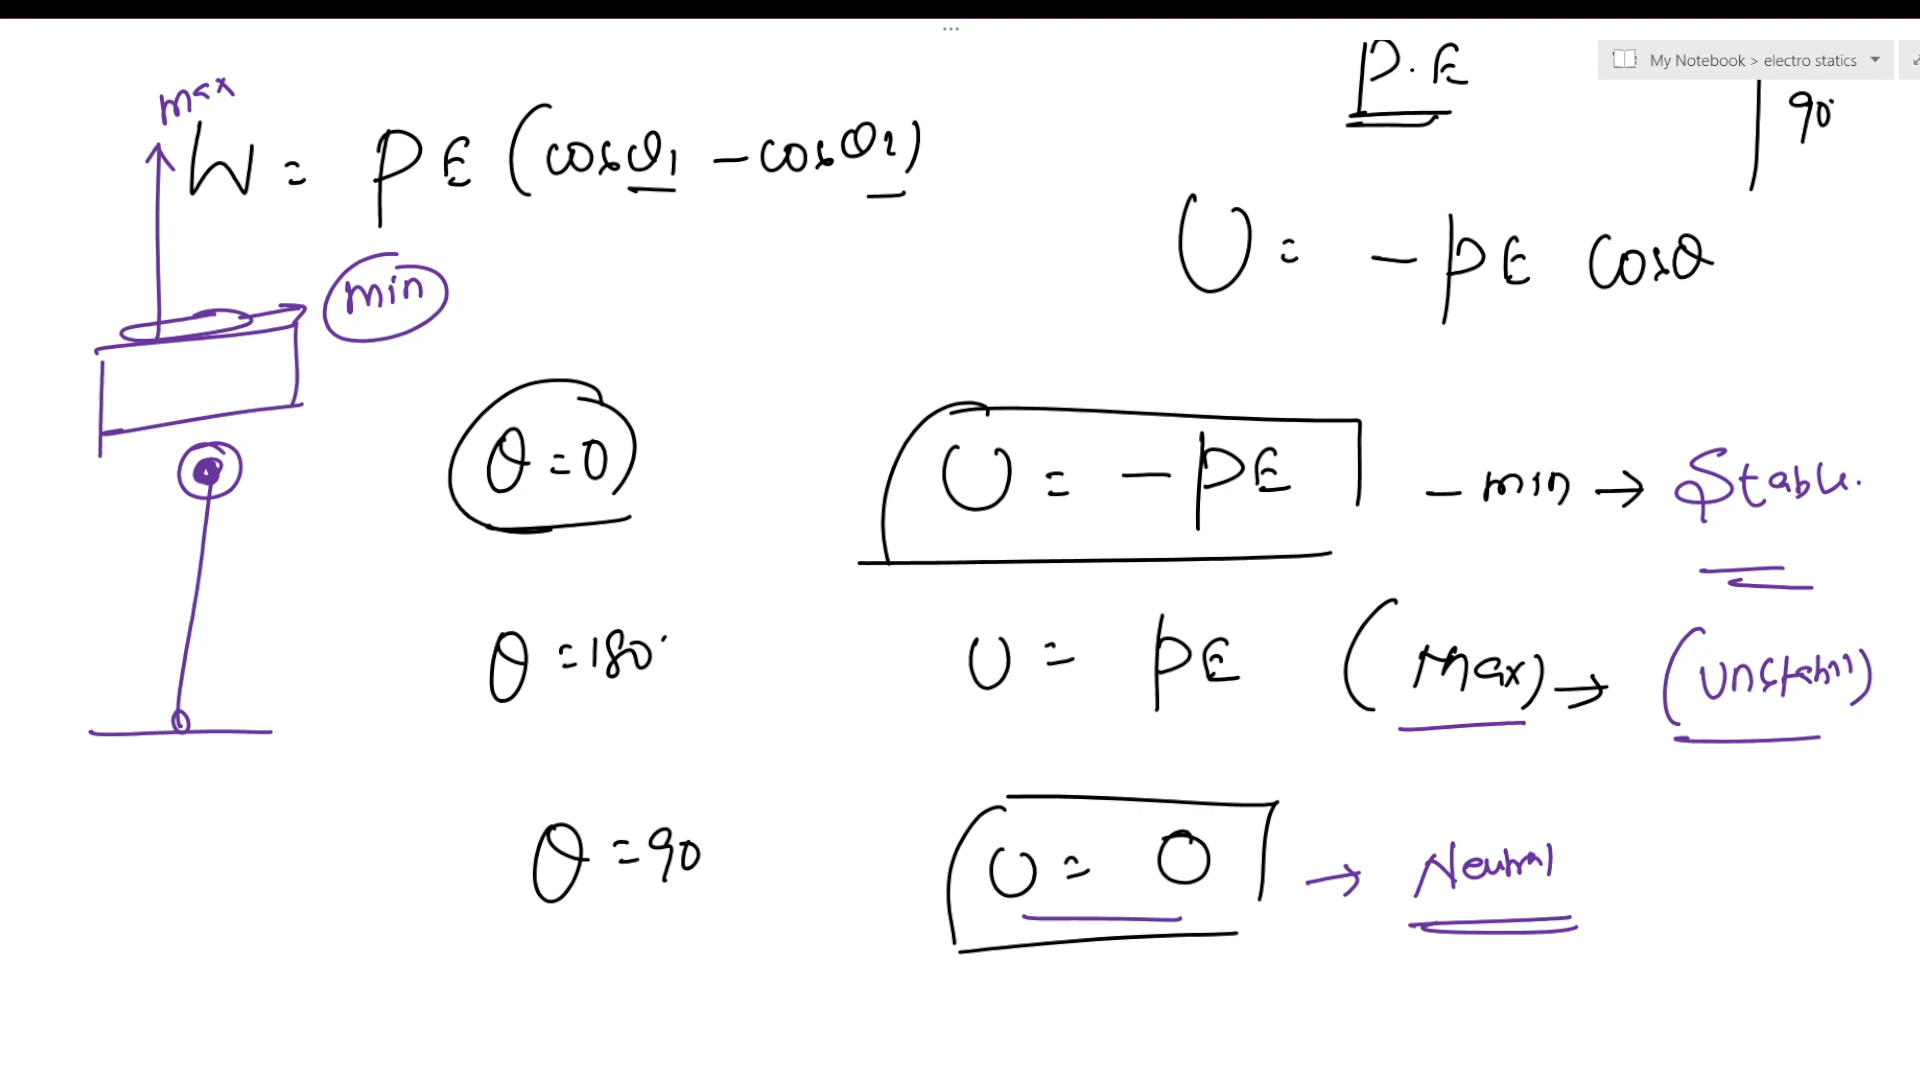 P.E
My Notebook > electro statics
max
90°
W = PE (cosθ1 - cosθ2)
U = - PE Cosθ
min
θ = 0
U = - PE - min → Stable.
θ = 180°
U = PE (Max) → (unstabl)
θ = 90
U = 0 → Neutral